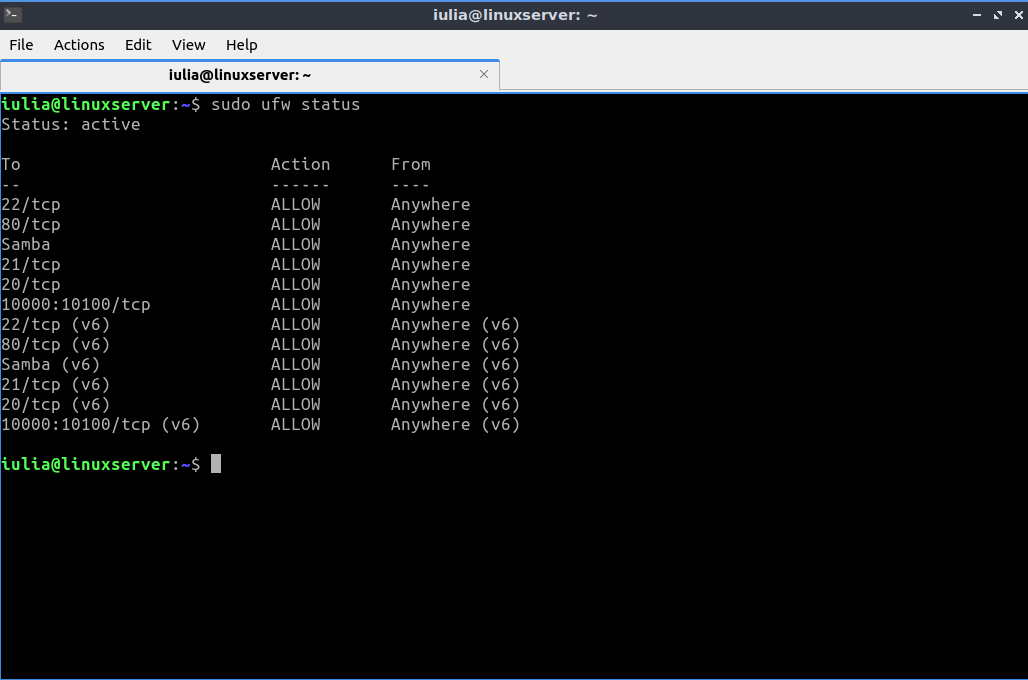 iulia@linuxserver: ~
File Actions Edit View Help
iulia@linuxserver: ~
iulia@linuxserver:~$ sudo ufw status
Status: active
To                         Action      From
--                         ------      ----
22/tcp                     ALLOW       Anywhere
80/tcp                     ALLOW       Anywhere
Samba                      ALLOW       Anywhere
21/tcp                     ALLOW       Anywhere
20/tcp                     ALLOW       Anywhere
10000:10100/tcp            ALLOW       Anywhere
22/tcp (v6)                ALLOW       Anywhere (v6)
80/tcp (v6)                ALLOW       Anywhere (v6)
Samba (v6)                 ALLOW       Anywhere (v6)
21/tcp (v6)                ALLOW       Anywhere (v6)
20/tcp (v6)                ALLOW       Anywhere (v6)
10000:10100/tcp (v6)       ALLOW       Anywhere (v6)
iulia@linuxserver:~$